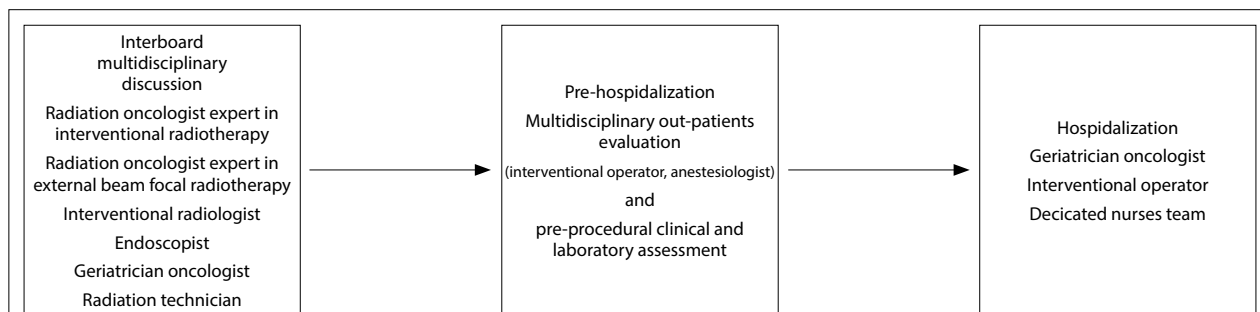 Interboard
multidisciplinary
discussion
Radiation oncologist expert in
interventional radiotherapy
Radiation oncologist expert in
external beam focal radiotherapy
Interventional radiologist
Endoscopist
Geriatrician oncologist
Radiation technician
Pre-hospidalization
Multidisciplinary out-patients
evaluation
(interventional operator, anestesiologist)
and
pre-procedural clinical and
laboratory assessment
Hospidalization
Geriatrician oncologist
Interventional operator
Decicated nurses team